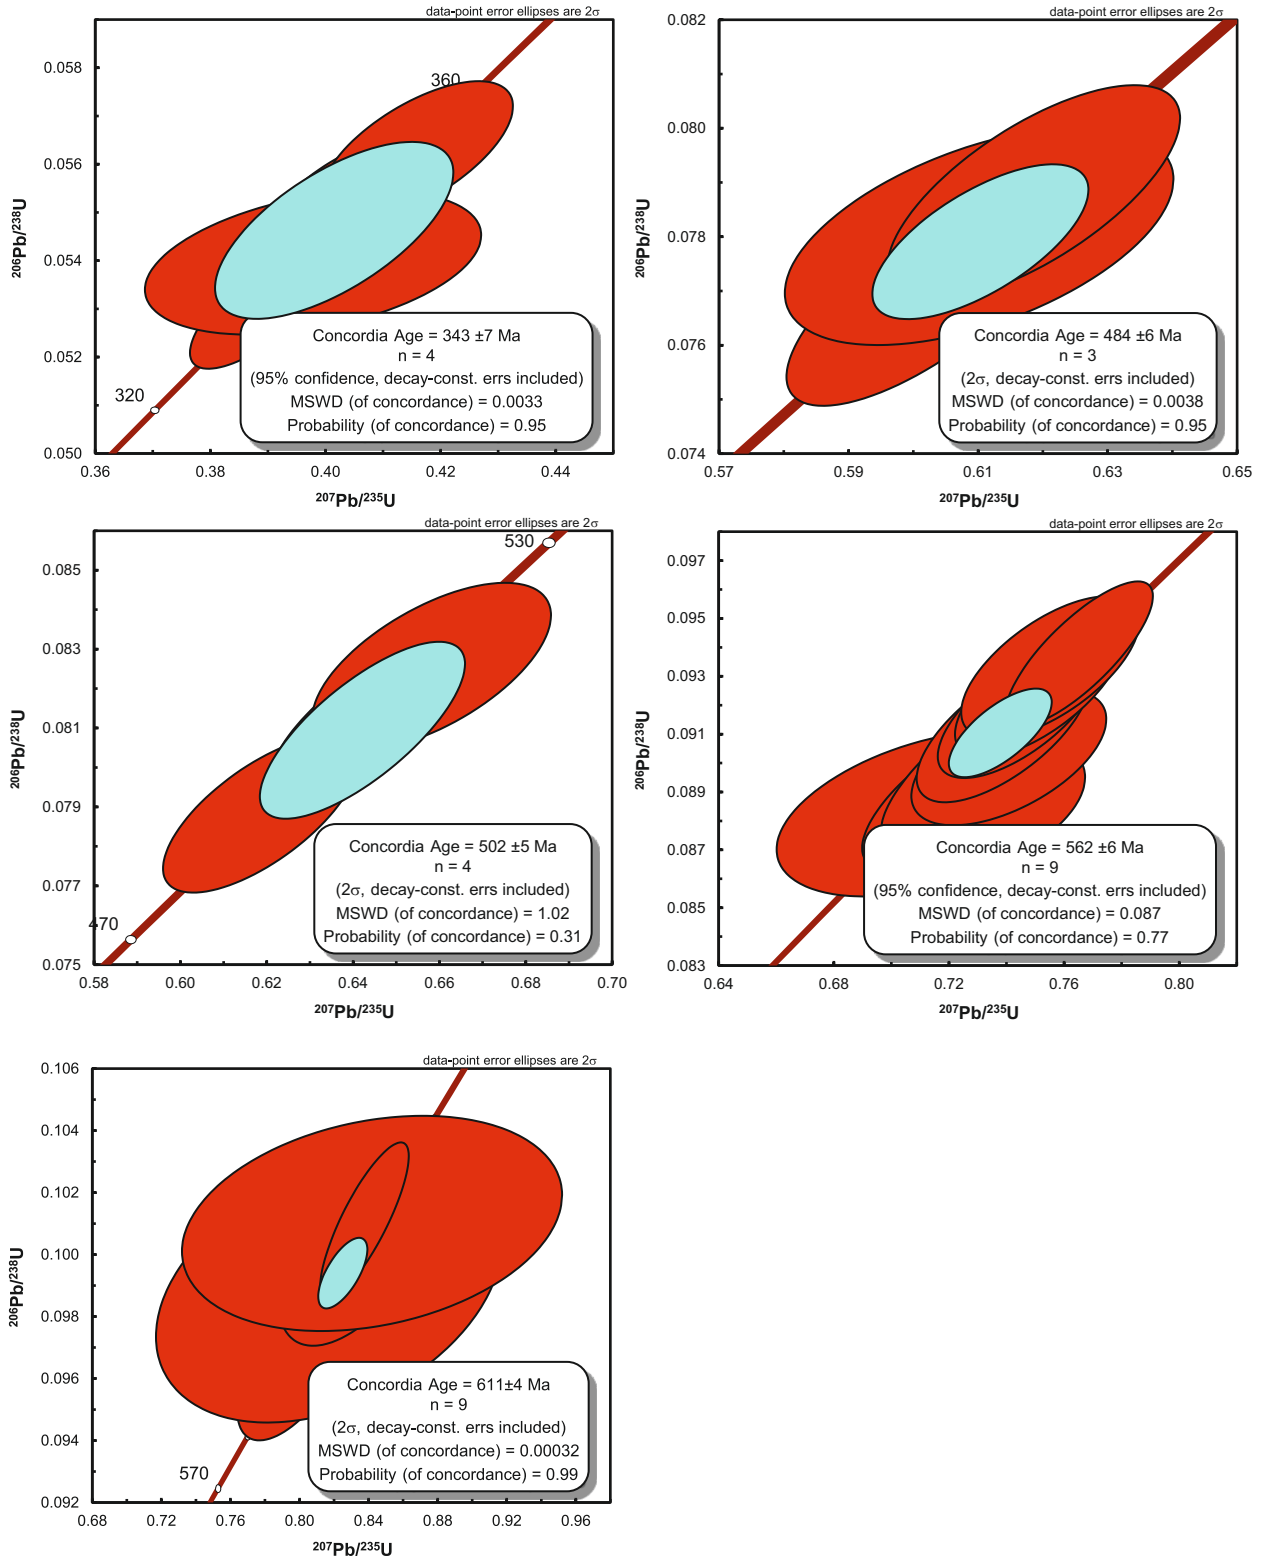 data-point error ellipses are 2σ
0.058
0.056
0.054
0.052
0.050
206Pb/238U
360
320
Concordia Age = 343 ±7 Ma
n = 4
(95% confidence, decay-const. errs included)
MSWD (of concordance) = 0.0033
Probability (of concordance) = 0.95
0.36 0.38 0.40 0.42 0.44
207Pb/235U
data-point error ellipses are 2σ
0.082
0.080
0.078
0.076
0.074
206Pb/238U
Concordia Age = 484 ±6 Ma
n = 3
(2σ, decay-const. errs included)
MSWD (of concordance) = 0.0038
Probability (of concordance) = 0.95
0.57 0.59 0.61 0.63 0.65
207Pb/235U
data-point error ellipses are 2σ
0.085
0.083
0.081
0.079
0.077
0.075
206Pb/238U
530
470
Concordia Age = 502 ±5 Ma
n = 4
(2σ, decay-const. errs included)
MSWD (of concordance) = 1.02
Probability (of concordance) = 0.31
0.58 0.60 0.62 0.64 0.66 0.68 0.70
207Pb/235U
data-point error ellipses are 2σ
0.097
0.095
0.093
0.091
0.089
0.087
0.085
0.083
206Pb/238U
Concordia Age = 562 ±6 Ma
n = 9
(95% confidence, decay-const. errs included)
MSWD (of concordance) = 0.087
Probability (of concordance) = 0.77
0.64 0.68 0.72 0.76 0.80
207Pb/235U
data-point error ellipses are 2σ
0.106
0.104
0.102
0.100
0.098
0.096
0.094
0.092
206Pb/238U
570
Concordia Age = 611±4 Ma
n = 9
(2σ, decay-const. errs included)
MSWD (of concordance) = 0.00032
Probability (of concordance) = 0.99
0.68 0.72 0.76 0.80 0.84 0.88 0.92 0.96
207Pb/235U